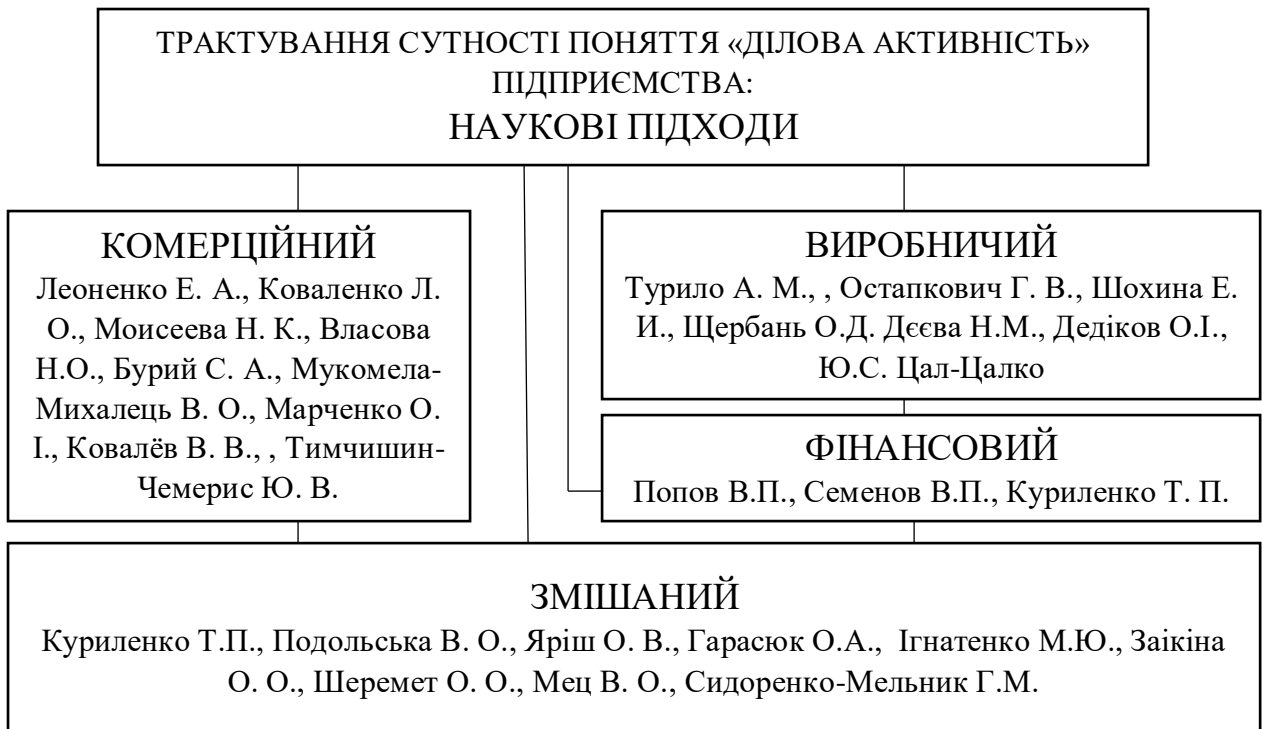 ТРАКТУВАННЯ СУТНОСТІ ПОНЯТТЯ «ДІЛОВА АКТИВНІСТЬ»
ПІДПРИЄМСТВА:
НАУКОВІ ПІДХОДИ
КОМЕРЦІЙНИЙ
Леоненко Е. А., Коваленко Л.
О., Моисеева Н. К., Власова
Н.О., Бурий С. А., Мукомела-
Михалець В. О., Марченко О.
І., Ковалёв В. В., , Тимчишин-
Чемерис Ю. В.
ВИРОБНИЧИЙ
Турило А. М., , Остапкович Г. В., Шохина Е.
И., Щербань О.Д. Дєєва Н.М., Дедіков О.І.,
Ю.С. Цал-Цалко
ФІНАНСОВИЙ
Попов В.П., Семенов В.П., Куриленко Т. П.
ЗМІШАНИЙ
Куриленко Т.П., Подольська В. О., Яріш О. В., Гарасюк О.А., Ігнатенко М.Ю., Заікіна
О. О., Шеремет О. О., Мец В. О., Сидоренко-Мельник Г.М.